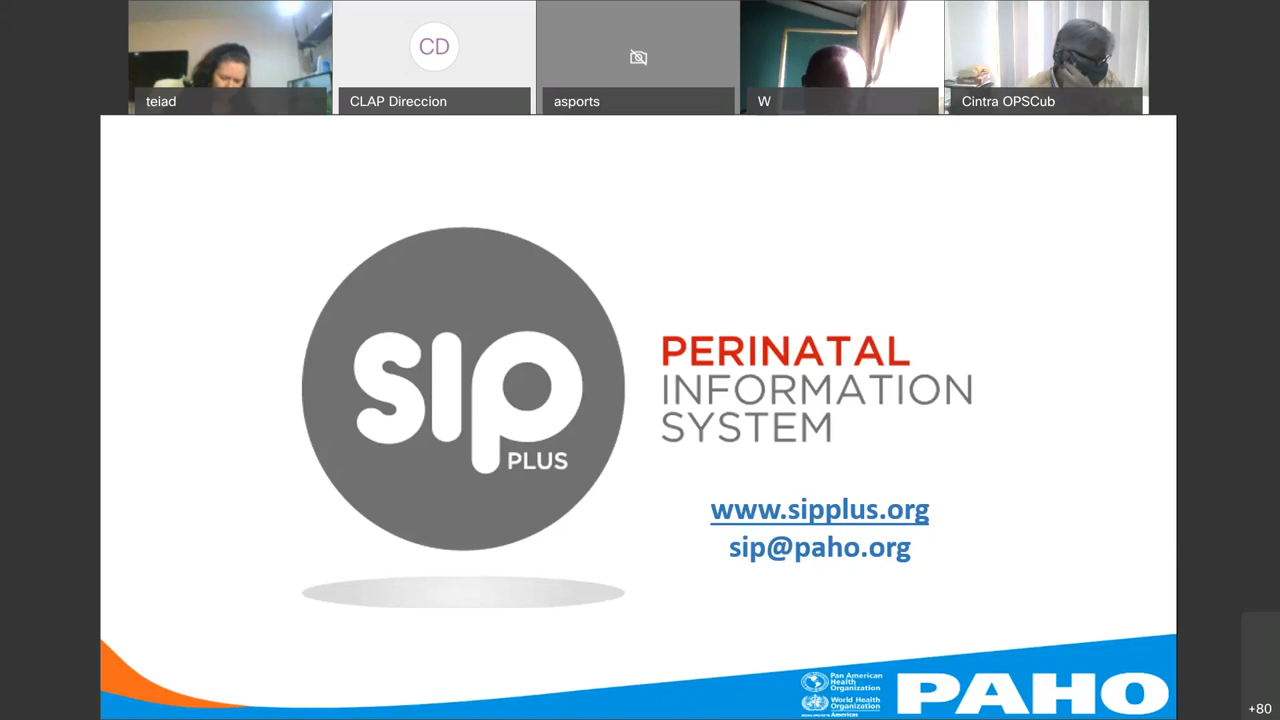 CD
teiad
CLAP Direccion
asports
W
Cintra OPSCub
sip
PLUS
PERINATAL
INFORMATION
SYSTEM
www.sipplus.org
sip@paho.org
Pan American
Health
Organization
World Health
Organization
Americas
PAHO
+80